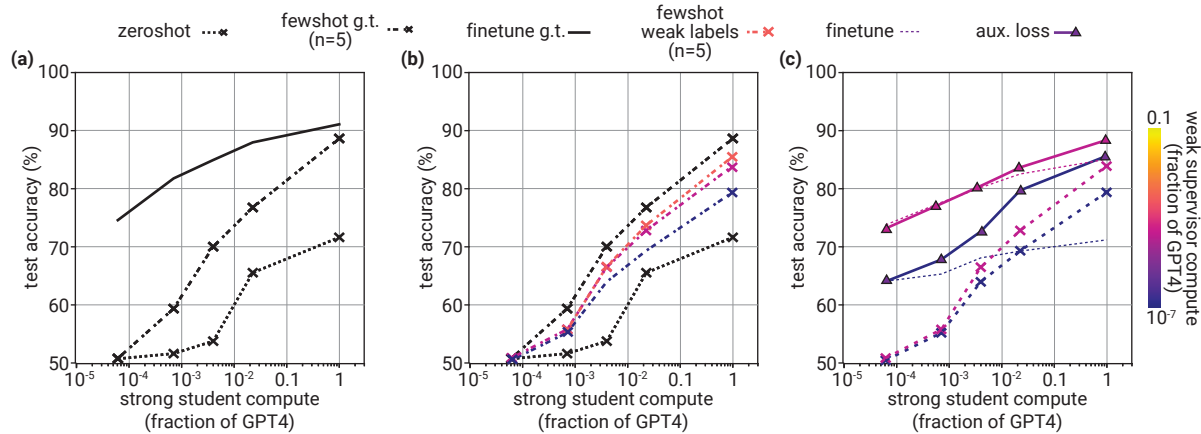 zeroshot
fewshot g.t.
(n=5)
finetune g.t.
fewshot
weak labels
(n=5)
finetune
aux. loss
(a)
100
90
80
70
60
50
test accuracy (%)
10-5
10-4
10-3
10-2
0.1
1
strong student compute
(fraction of GPT4)
(b)
100
90
80
70
60
50
test accuracy (%)
10-5
10-4
10-3
10-2
0.1
1
strong student compute
(fraction of GPT4)
(c)
100
90
80
70
60
50
test accuracy (%)
10-5
10-4
10-3
10-2
0.1
1
strong student compute
(fraction of GPT4)
0.1
10-7
weak supervisor compute
(fraction of GPT4)